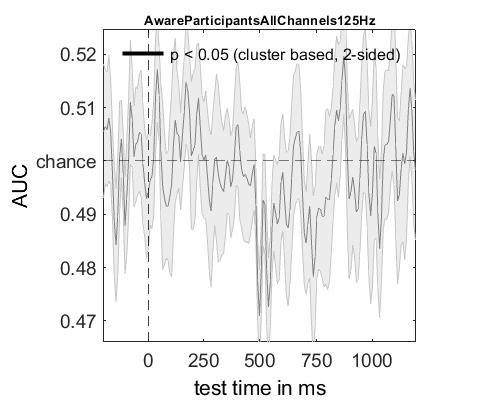 AwareParticipantsAllChannels125Hz
p < 0.05 (cluster based, 2-sided)
0.52
0.51
chance
0.49
0.48
0.47
AUC
0 250 500 750 1000
test time in ms